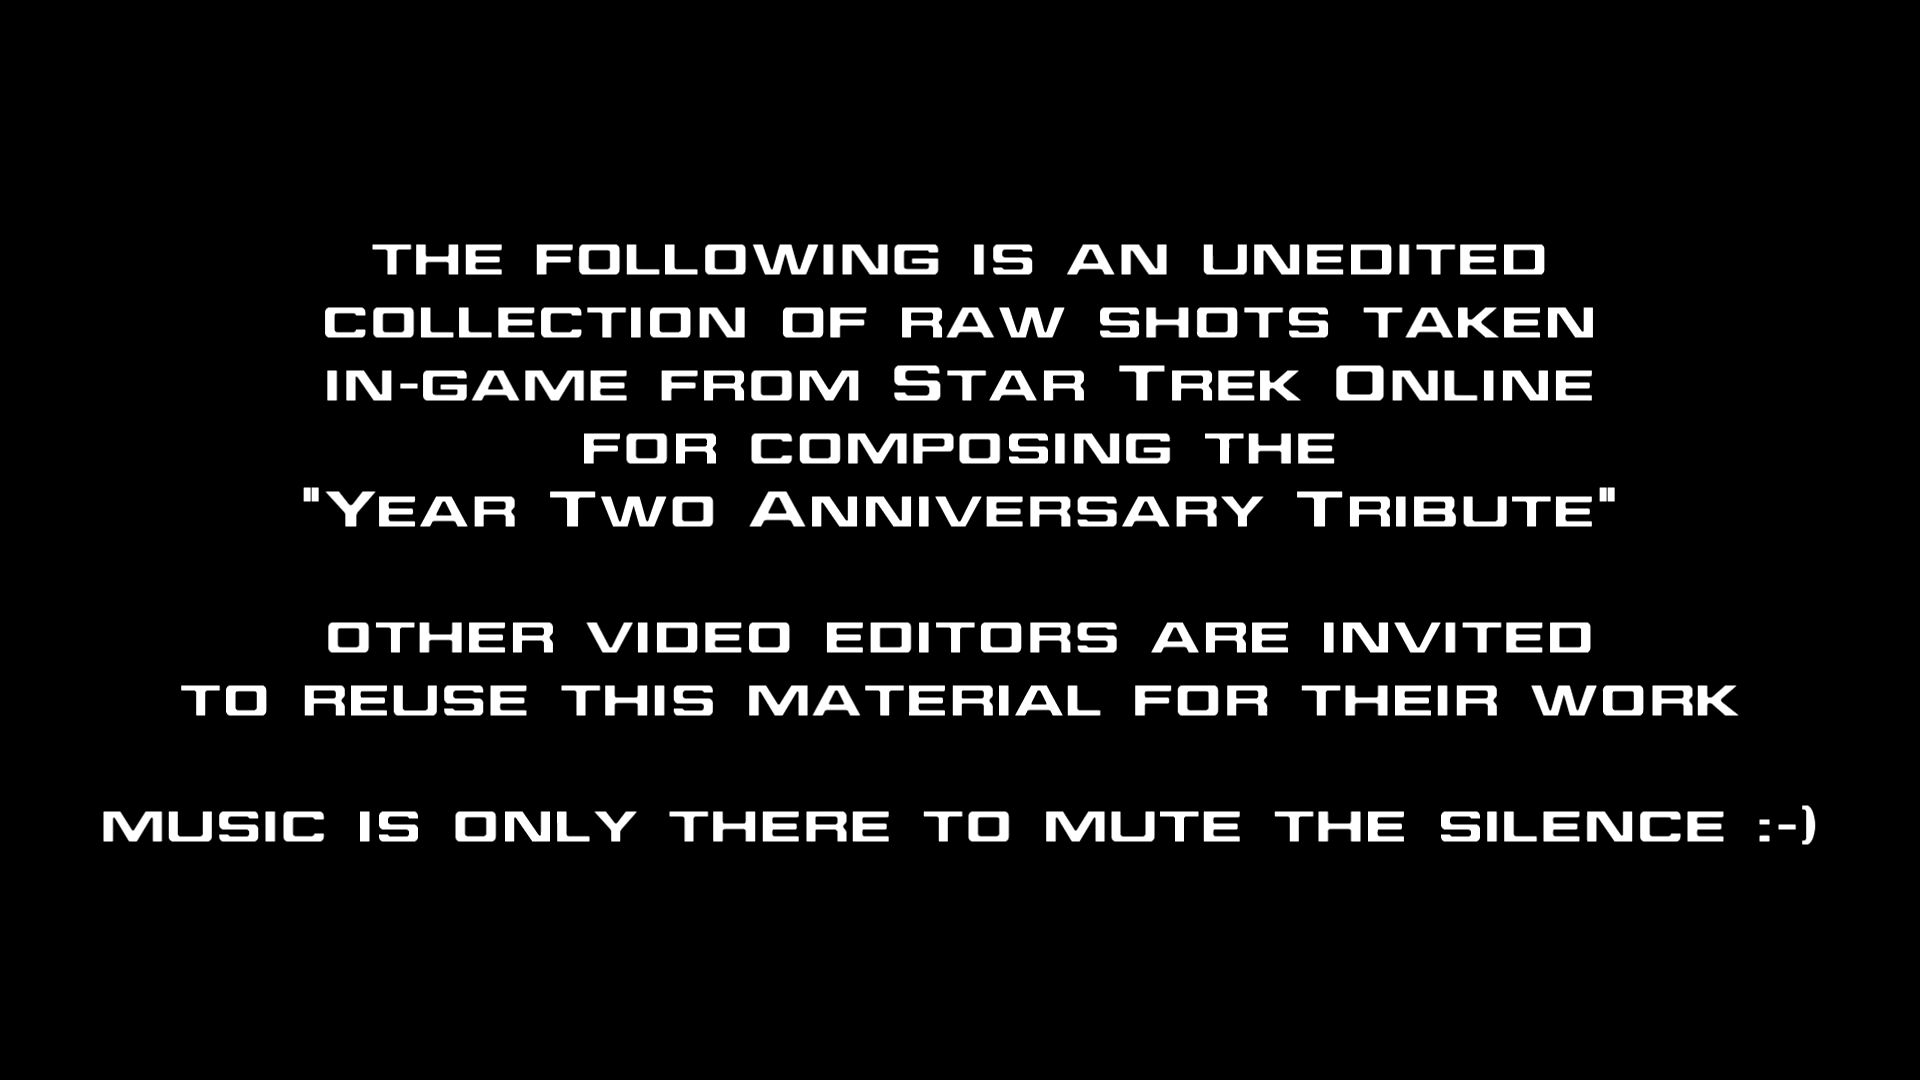 THE FOLLOWING IS AN UNEDITED
COLLECTION OF RAW SHOTS TAKEN
IN-GAME FROM STAR TREK ONLINE
FOR COMPOSING THE
"YEAR TWO ANNIVERSARY TRIBUTE"
OTHER VIDEO EDITORS ARE INVITED
TO REUSE THIS MATERIAL FOR THEIR WORK
MUSIC IS ONLY THERE TO MUTE THE SILENCE :-)